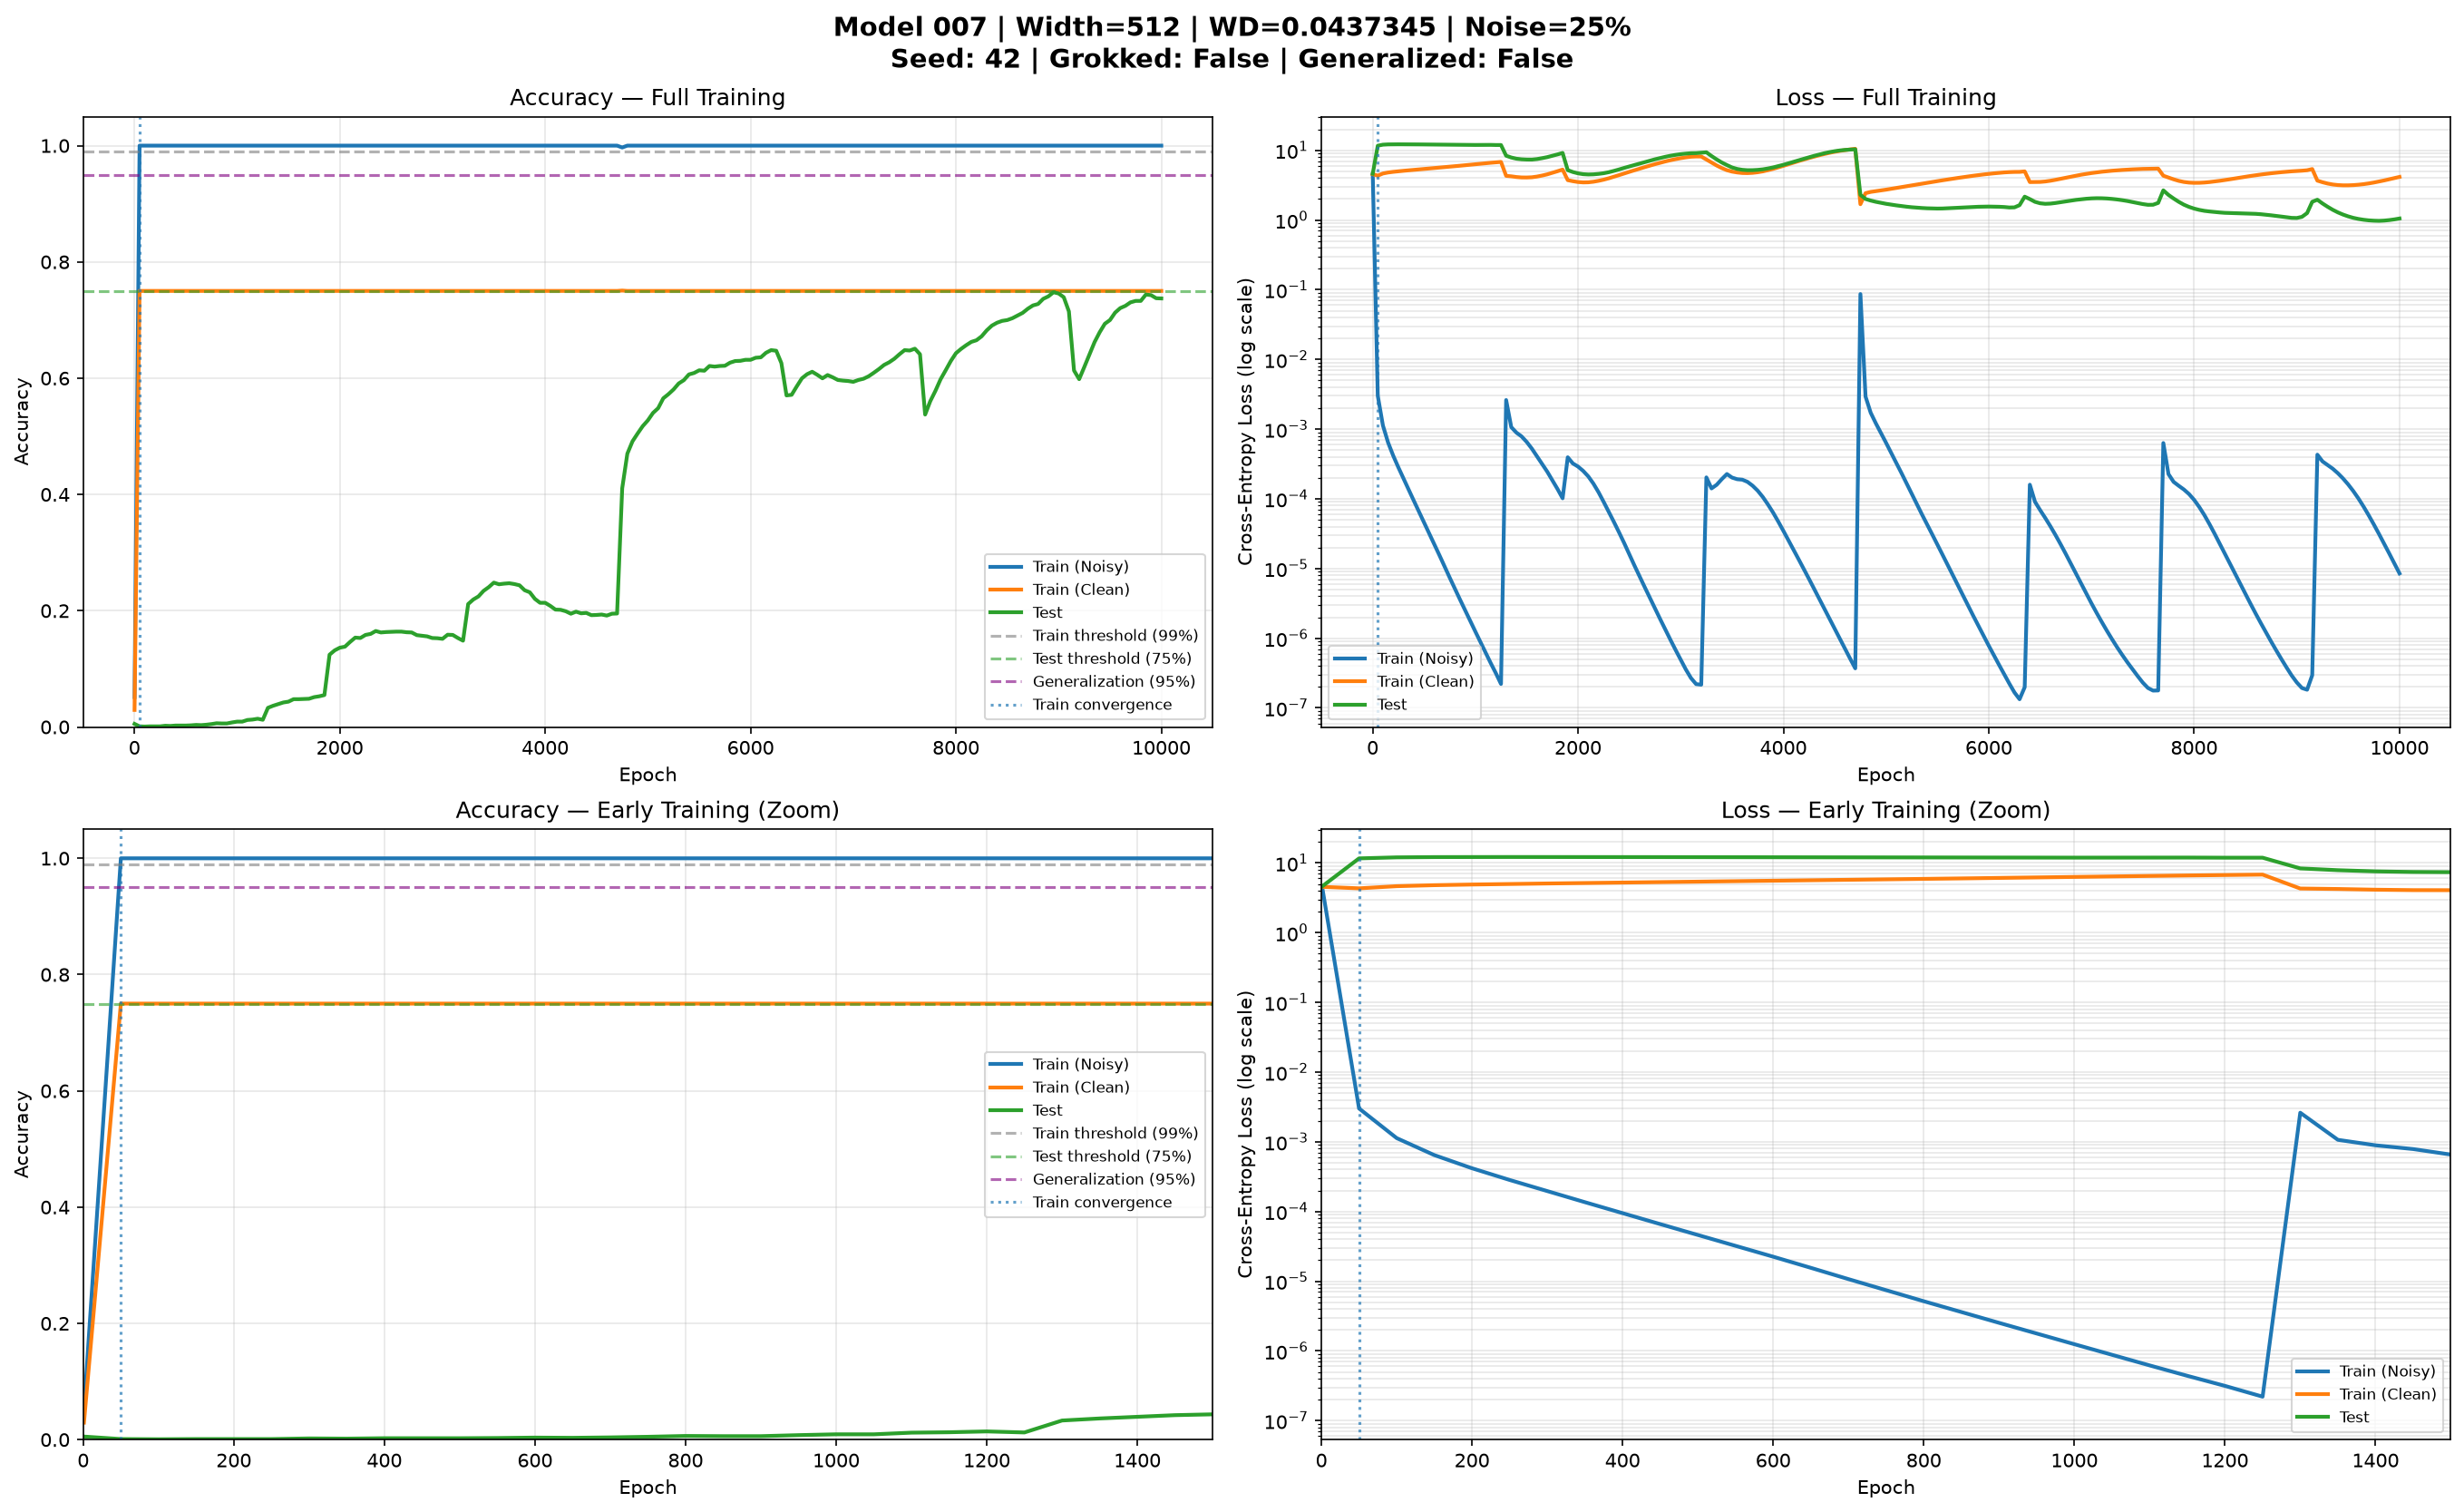 Model 007 | Width=512 | WD=0.0437345 | Noise=25%
Seed: 42 | Grokked: False | Generalized: False
Accuracy — Full Training
Accuracy
1.0
0.8
0.6
0.4
0.2
0.0
0 2000 4000 6000 8000 10000
Epoch
Train (Noisy)
Train (Clean)
Test
Train threshold (99%)
Test threshold (75%)
Generalization (95%)
Train convergence
Loss — Full Training
Cross-Entropy Loss (log scale)
10¹
10⁰
10⁻¹
10⁻²
10⁻³
10⁻⁴
10⁻⁵
10⁻⁶
10⁻⁷
0 2000 4000 6000 8000 10000
Epoch
Train (Noisy)
Train (Clean)
Test
Accuracy — Early Training (Zoom)
Accuracy
1.0
0.8
0.6
0.4
0.2
0.0
0 200 400 600 800 1000 1200 1400
Epoch
Train (Noisy)
Train (Clean)
Test
Train threshold (99%)
Test threshold (75%)
Generalization (95%)
Train convergence
Loss — Early Training (Zoom)
Cross-Entropy Loss (log scale)
10¹
10⁰
10⁻¹
10⁻²
10⁻³
10⁻⁴
10⁻⁵
10⁻⁶
10⁻⁷
0 200 400 600 800 1000 1200 1400
Epoch
Train (Noisy)
Train (Clean)
Test